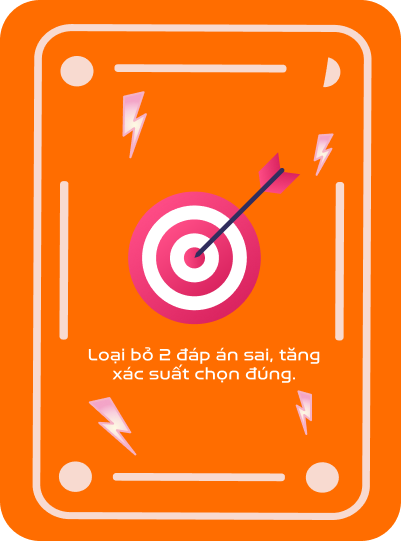 Loại bỏ 2 đáp án sai, tăng
xác suất chọn đúng.